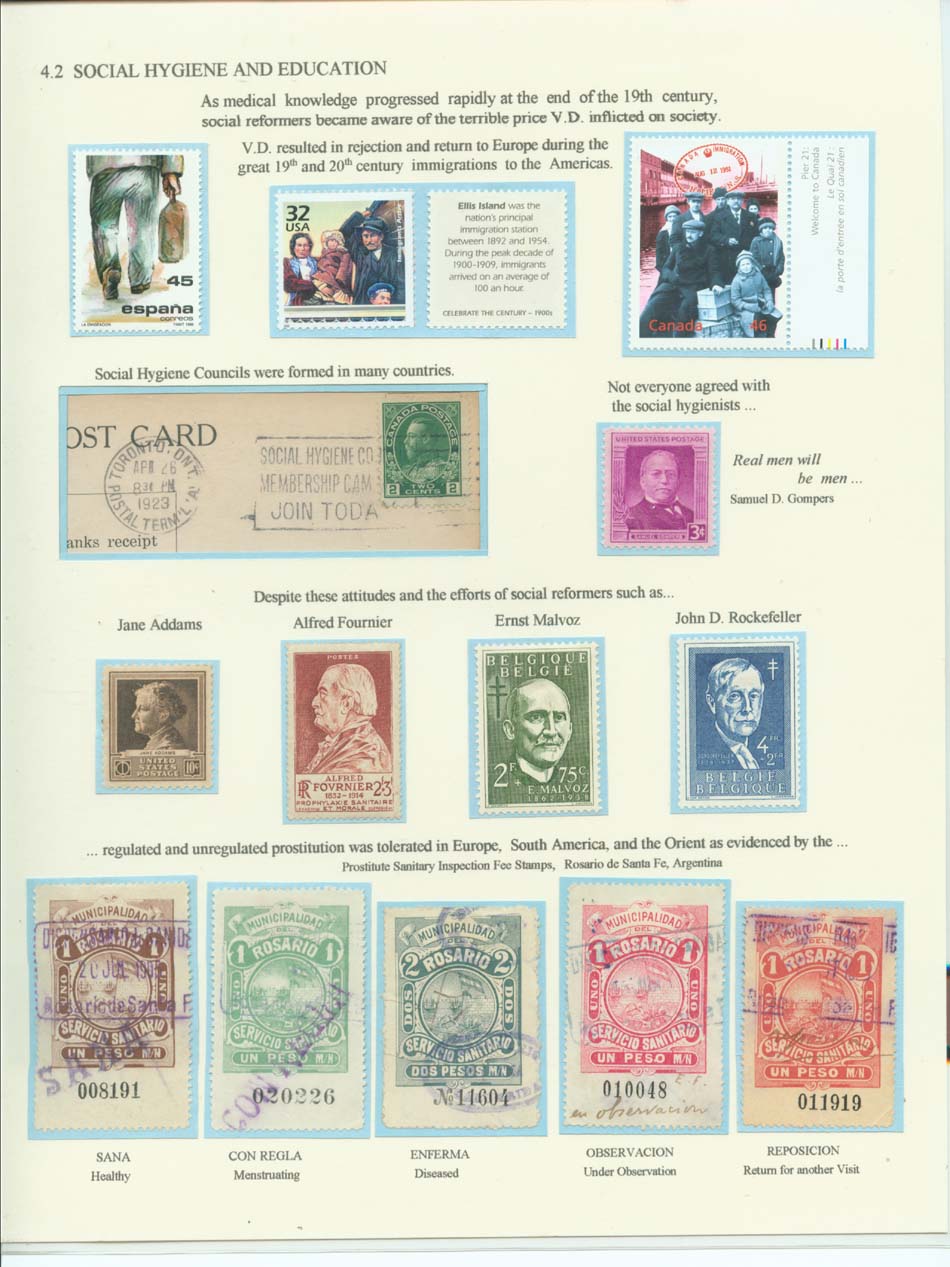 4.2 SOCIAL HYGIENE AND EDUCATION
As medical knowledge progressed rapidly at the end of the 19th century,
social reformers became aware of the terrible price V.D. inflicted on society.
V.D. resulted in rejection and return to Europe during the
great 19th and 20th century immigrations to the Americas.
45
españa
correos
LA EMIGRACION
32
USA
Immigrants Arrive
Ellis Island was the
nation's principal
immigration station
between 1892 and 1954.
During the peak decade of
1900-1909, immigrants
arrived on an average of
100 an hour.
CELEBRATE THE CENTURY – 1900s
CANADA IMMIGRATION
AUG 12 1951
Canada 46
Pier 21:
Welcome to Canada
Le Quai 21 :
la porte d'entrée en sol canadien
Social Hygiene Councils were formed in many countries.
OST CARD
TORONTO, ONT.
APR 26
830 PM
1923
POSTAL TERM'L 'A'
SOCIAL HYGIENE CO
MEMBERSHIP CAM
JOIN TODA
CANADA POSTAGE
2 TWO CENTS 2
anks receipt
Not everyone agreed with
the social hygienists ...
UNITED STATES POSTAGE
SAMUEL GOMPERS
3¢
Real men will
be men ...
Samuel D. Gompers
Despite these attitudes and the efforts of social reformers such as...
Jane Addams
Alfred Fournier
Ernst Malvoz
John D. Rockefeller
JANE ADDAMS
UNITED
STATES
POSTAGE
10¢
POSTES
ALFRED
FOVRNIER
1832-1914
2F+3F
PROPHYLAXIE SANITAIRE
ET MORALE
BELGIQUE
BELGIË
2F. +75C
E. MALVOZ
1862-1938
4FR.
+2FR
BELGIË
BELGIQUE
... regulated and unregulated prostitution was tolerated in Europe, South America, and the Orient as evidenced by the ...
Prostitute Sanitary Inspection Fee Stamps, Rosario de Santa Fe, Argentina
MUNICIPALIDAD
DEL
1 ROSARIO 1
UNO UNO
SERVICIO SANITARIO
UN PESO M/N
20 JUL
Rosario de Santa F
SANA
008191
MUNICIPALIDAD
DEL
1 ROSARIO 1
SERVICIO SANITARIO
UN PESO M/N
020226
MUNICIPALIDAD
DEL
2 ROSARIO 2
DOS DOS
SERVICIO SANITARIO
DOS PESOS M/N
No 11604
MUNICIPALIDAD
DEL
1 ROSARIO 1
UNO UNO
SERVICIO SANITARIO
UN PESO M/N
010048
E. F.
en observacion
MUNICIPALIDAD
DEL
1 ROSARIO 1
UNO UNO
SERVICIO SANITARIO
UN PESO M/N
011919
SANA
Healthy
CON REGLA
Menstruating
ENFERMA
Diseased
OBSERVACION
Under Observation
REPOSICION
Return for another Visit